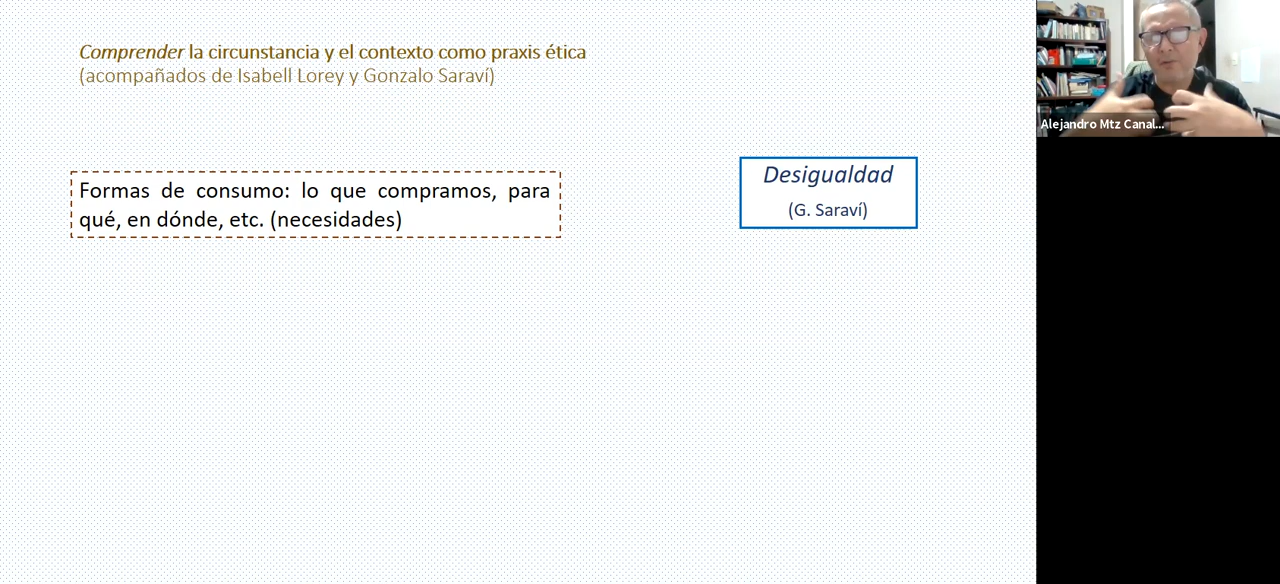 Comprender la circunstancia y el contexto como praxis ética
(acompañados de Isabell Lorey y Gonzalo Saraví)
Formas de consumo: lo que compramos, para
qué, en dónde, etc. (necesidades)
Desigualdad
(G. Saraví)
Alejandro Mtz Canal...